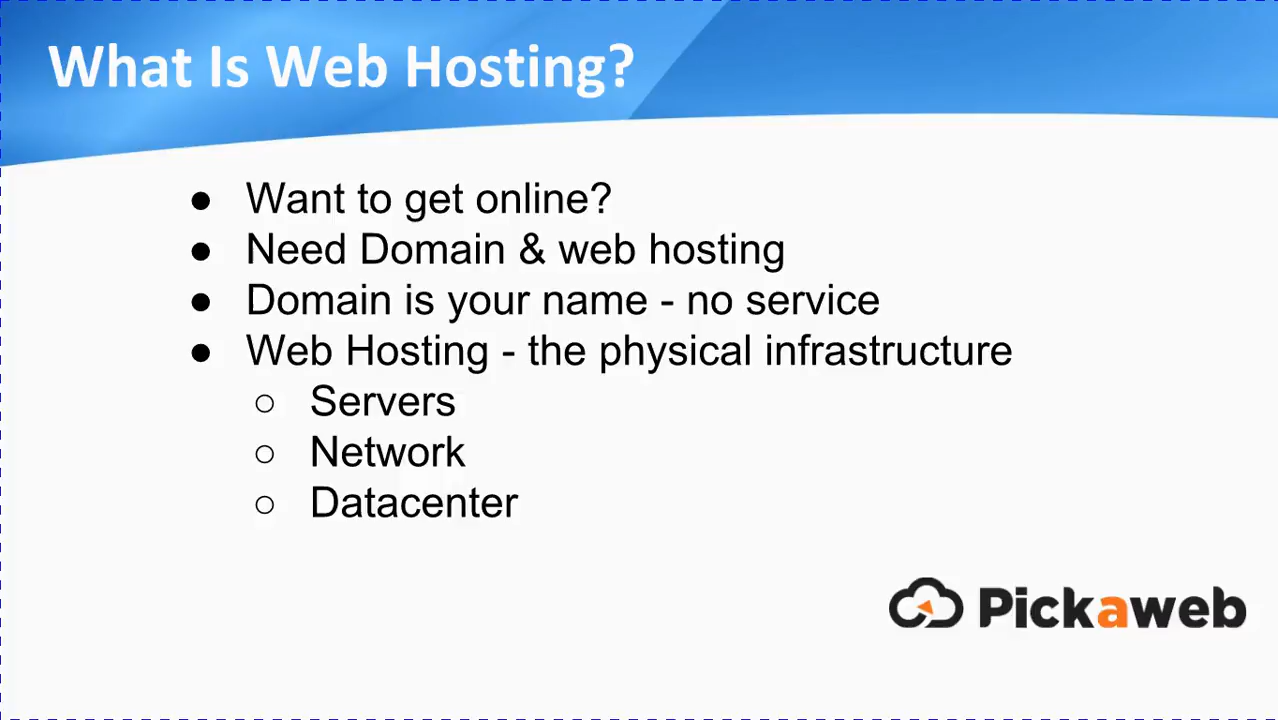 What Is Web Hosting?
● Want to get online?
● Need Domain & web hosting
● Domain is your name - no service
● Web Hosting - the physical infrastructure
○ Servers
○ Network
○ Datacenter
Pickaweb